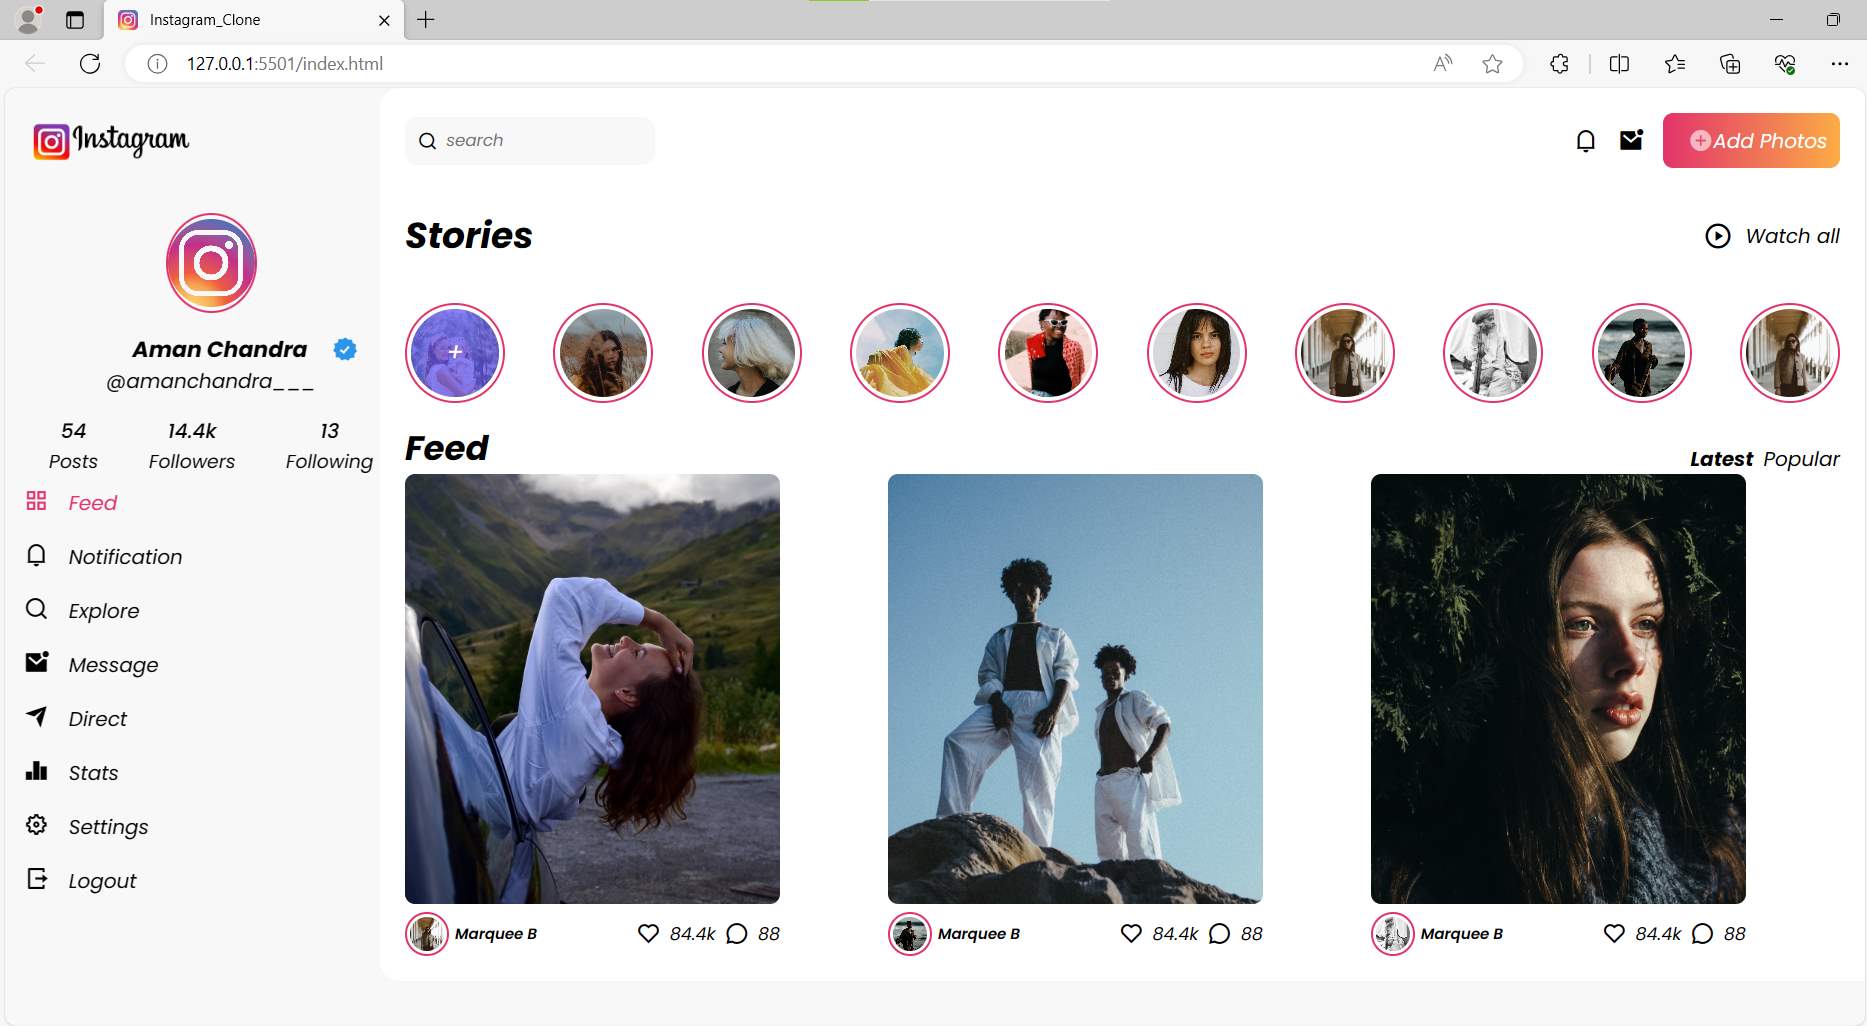 Instagram_Clone
127.0.0.1:5501/index.html
Instagram
search
Add Photos
Aman Chandra
@amanchandra___
54 14.4k 13
Posts Followers Following
Feed
Notification
Explore
Message
Direct
Stats
Settings
Logout
Stories
Watch all
Feed
Latest Popular
Marquee B 84.4k 88
Marquee B 84.4k 88
Marquee B 84.4k 88